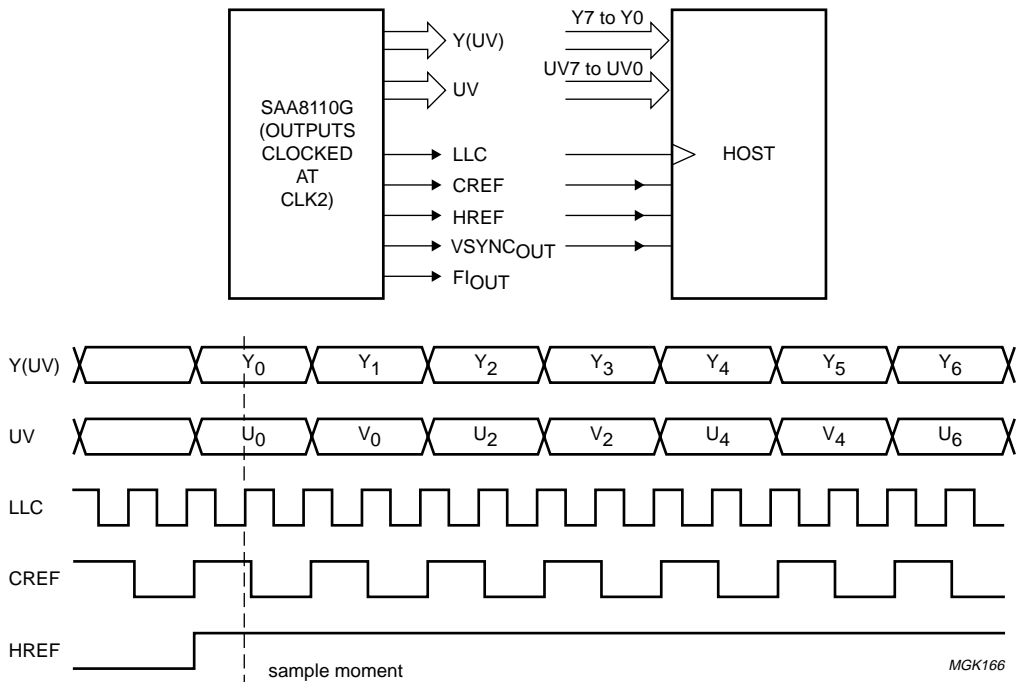 SAA8110G
(OUTPUTS
CLOCKED
AT
CLK2)
Y(UV)
UV
LLC
CREF
HREF
VSYNCOUT
FIOUT
Y7 to Y0
UV7 to UV0
HOST
Y(UV) Y0 Y1 Y2 Y3 Y4 Y5 Y6
UV U0 V0 U2 V2 U4 V4 U6
LLC
CREF
HREF
sample moment
MGK166